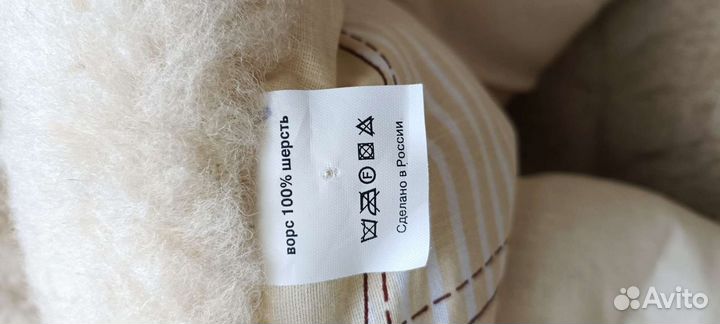 ворс 100% шерсть
F
Сделано в России
Avito